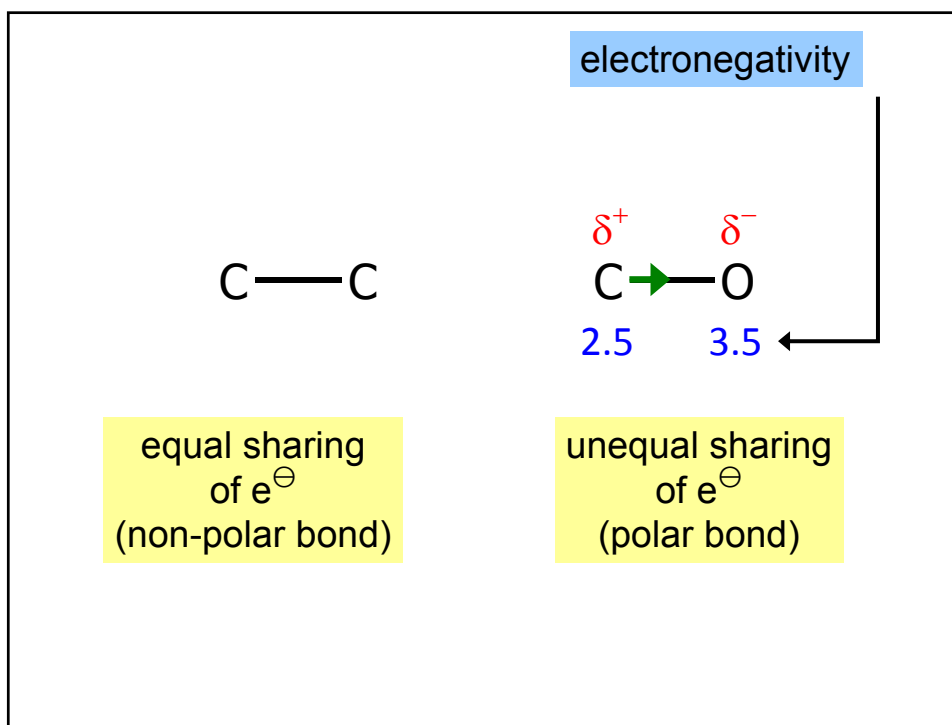 electronegativity
δ⁺ δ⁻
C C C O
2.5 3.5
equal sharing
of e⊖
(non-polar bond)
unequal sharing
of e⊖
(polar bond)